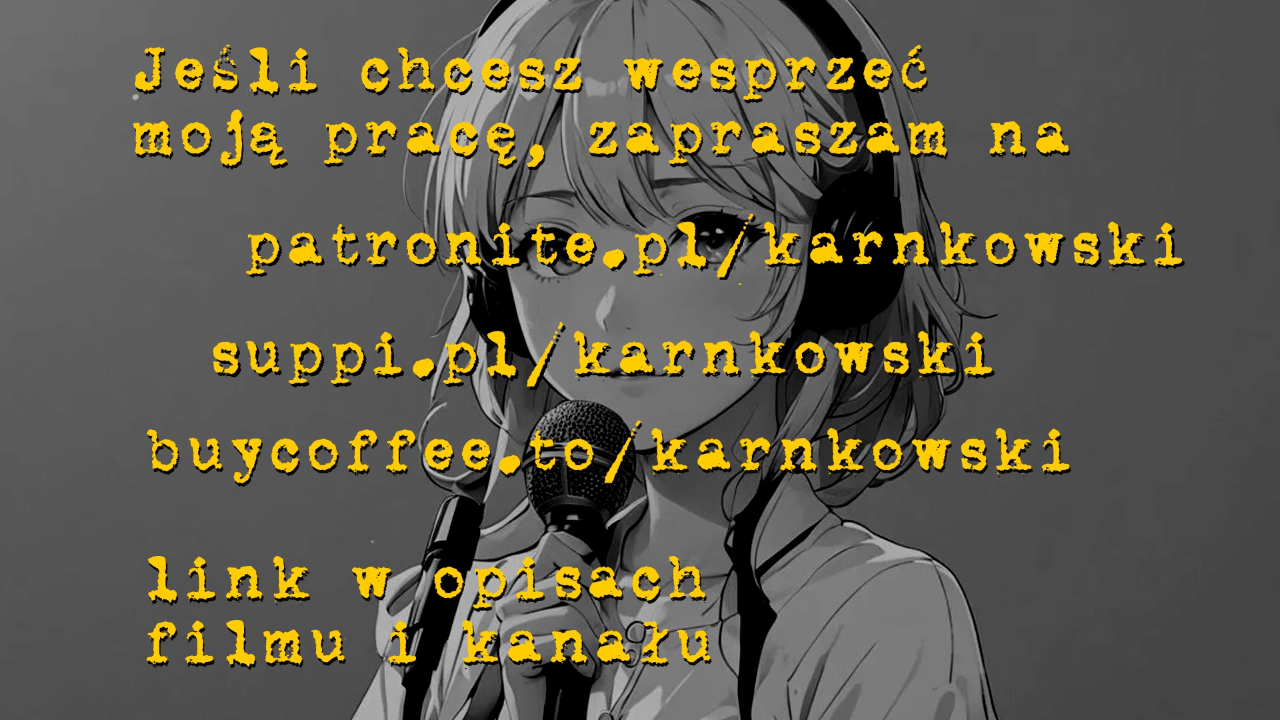 Jeśli chcesz wesprzeć
moją pracę, zapraszam na
patronite.pl/karnkowski
suppi.pl/karnkowski
buycoffee.to/karnkowski
link w opisach
filmu i kanału